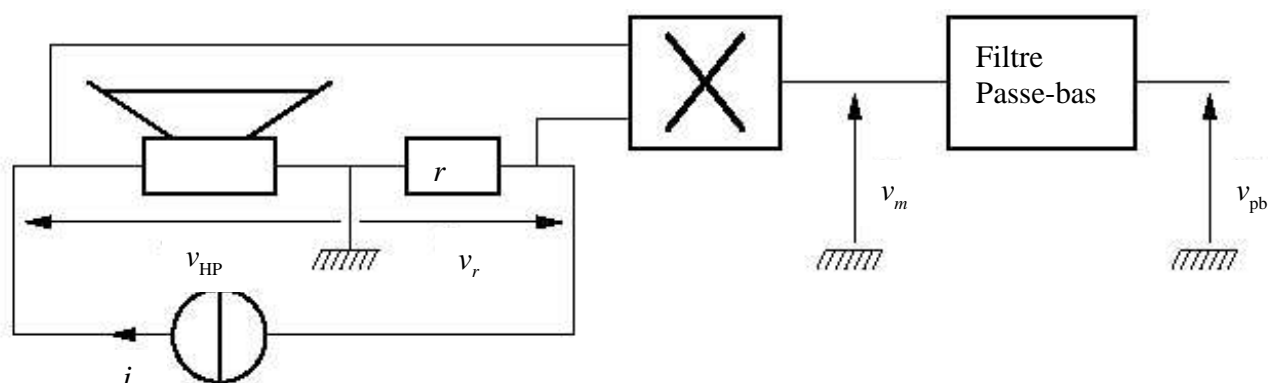 Filtre
Passe-bas
r
v_m
v_pb
v_HP
v_r
i